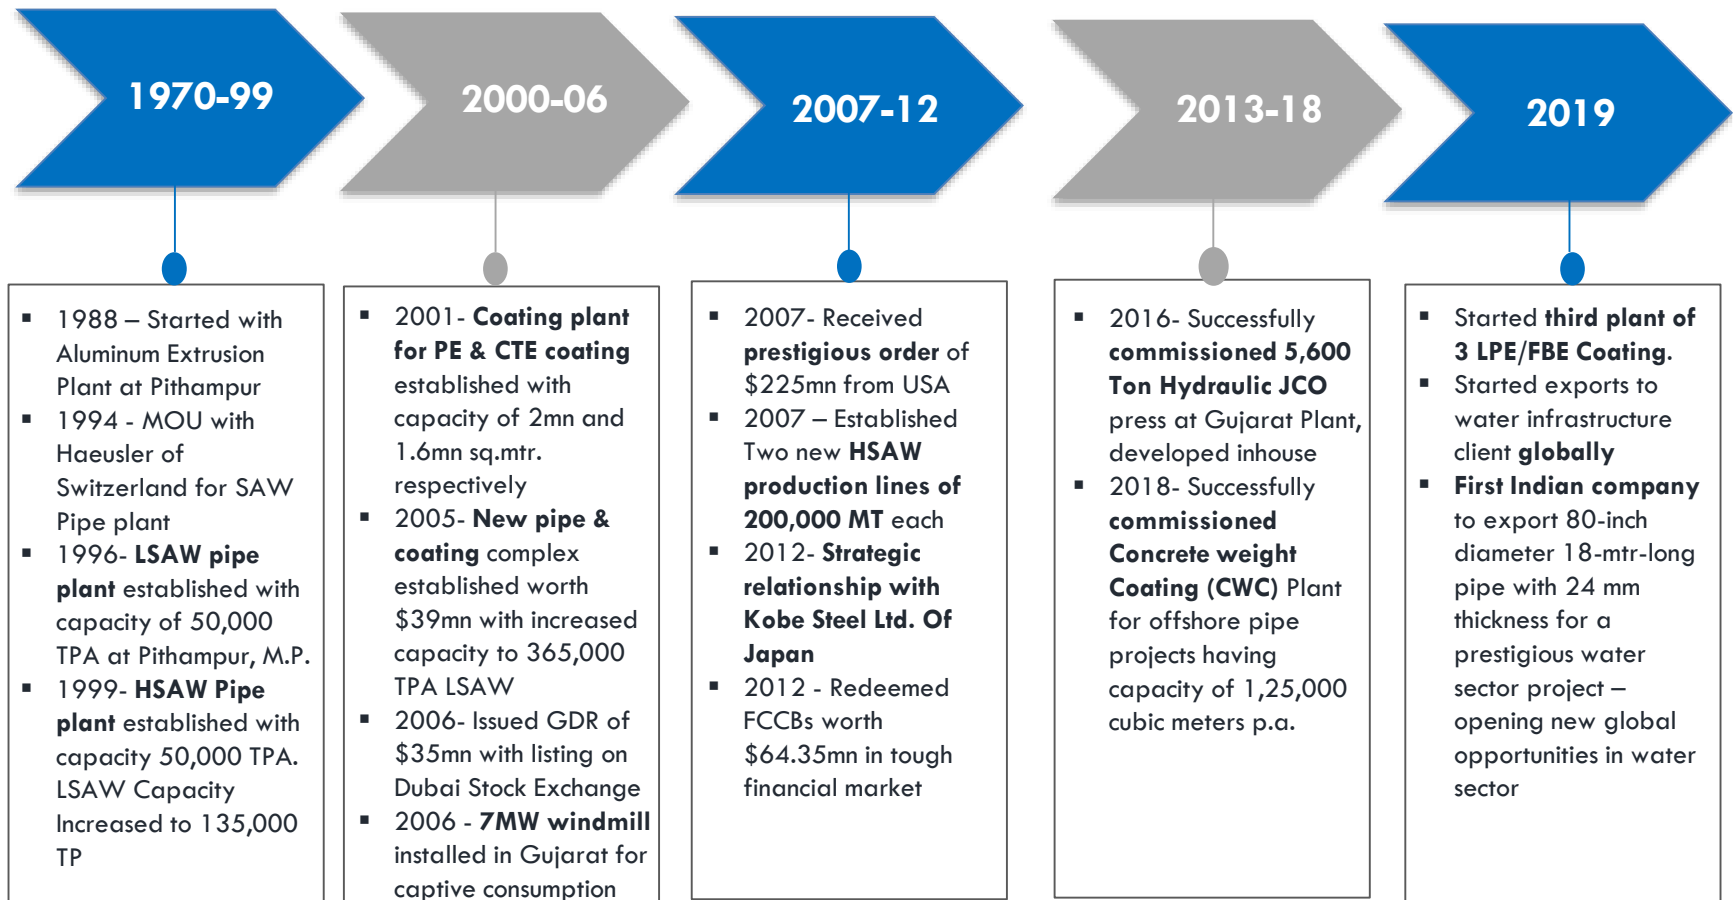 1970-99
2000-06
2007-12
2013-18
2019
▪ 1988 – Started with
Aluminum Extrusion
Plant at Pithampur
▪ 1994 - MOU with
Haeusler of
Switzerland for SAW
Pipe plant
▪ 1996- LSAW pipe
plant established with
capacity of 50,000
TPA at Pithampur, M.P.
▪ 1999- HSAW Pipe
plant established with
capacity 50,000 TPA.
LSAW Capacity
Increased to 135,000
TP
▪ 2001- Coating plant
for PE & CTE coating
established with
capacity of 2mn and
1.6mn sq.mtr.
respectively
▪ 2005- New pipe &
coating complex
established worth
$39mn with increased
capacity to 365,000
TPA LSAW
▪ 2006- Issued GDR of
$35mn with listing on
Dubai Stock Exchange
▪ 2006 - 7MW windmill
installed in Gujarat for
captive consumption
▪ 2007- Received
prestigious order of
$225mn from USA
▪ 2007 – Established
Two new HSAW
production lines of
200,000 MT each
▪ 2012- Strategic
relationship with
Kobe Steel Ltd. Of
Japan
▪ 2012 - Redeemed
FCCBs worth
$64.35mn in tough
financial market
▪ 2016- Successfully
commissioned 5,600
Ton Hydraulic JCO
press at Gujarat Plant,
developed inhouse
▪ 2018- Successfully
commissioned
Concrete weight
Coating (CWC) Plant
for offshore pipe
projects having
capacity of 1,25,000
cubic meters p.a.
▪ Started third plant of
3 LPE/FBE Coating.
▪ Started exports to
water infrastructure
client globally
▪ First Indian company
to export 80-inch
diameter 18-mtr-long
pipe with 24 mm
thickness for a
prestigious water
sector project –
opening new global
opportunities in water
sector